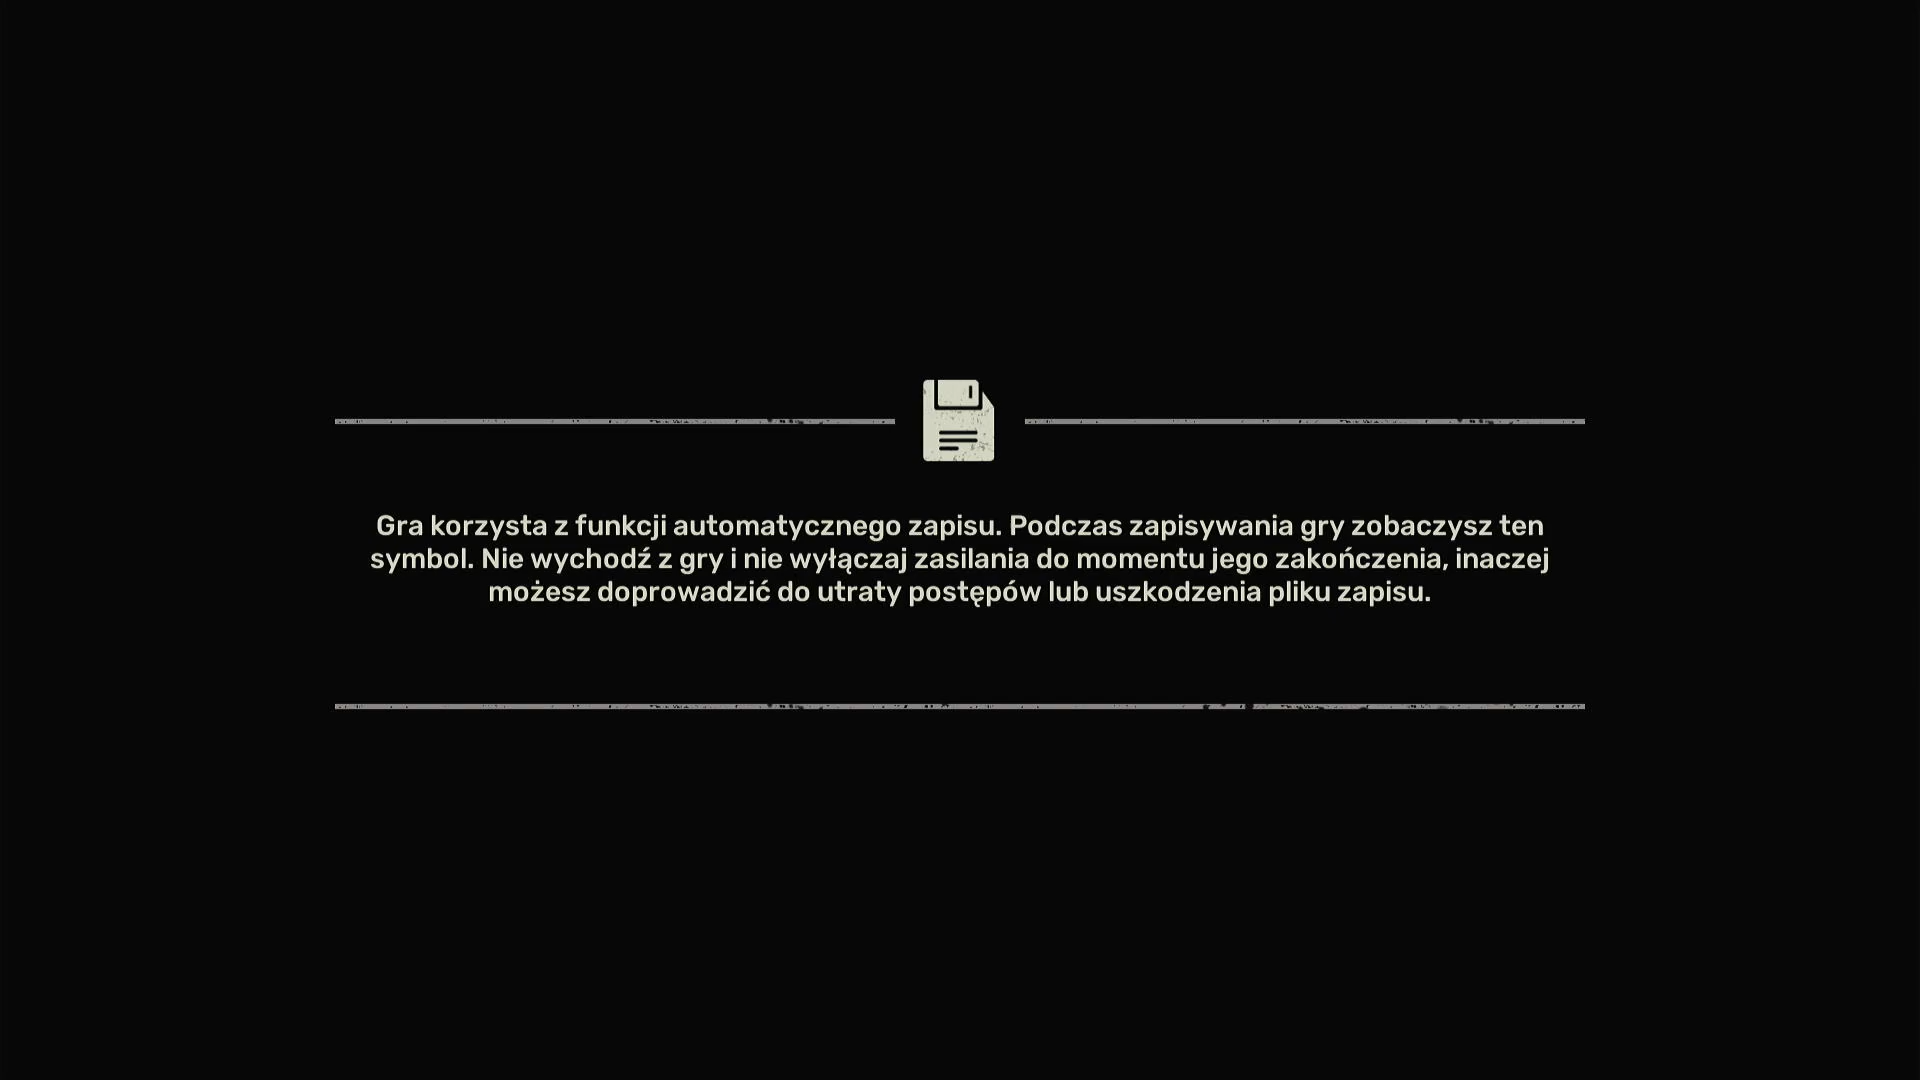 Gra korzysta z funkcji automatycznego zapisu. Podczas zapisywania gry zobaczysz ten
symbol. Nie wychodź z gry i nie wyłączaj zasilania do momentu jego zakończenia, inaczej
możesz doprowadzić do utraty postępów lub uszkodzenia pliku zapisu.